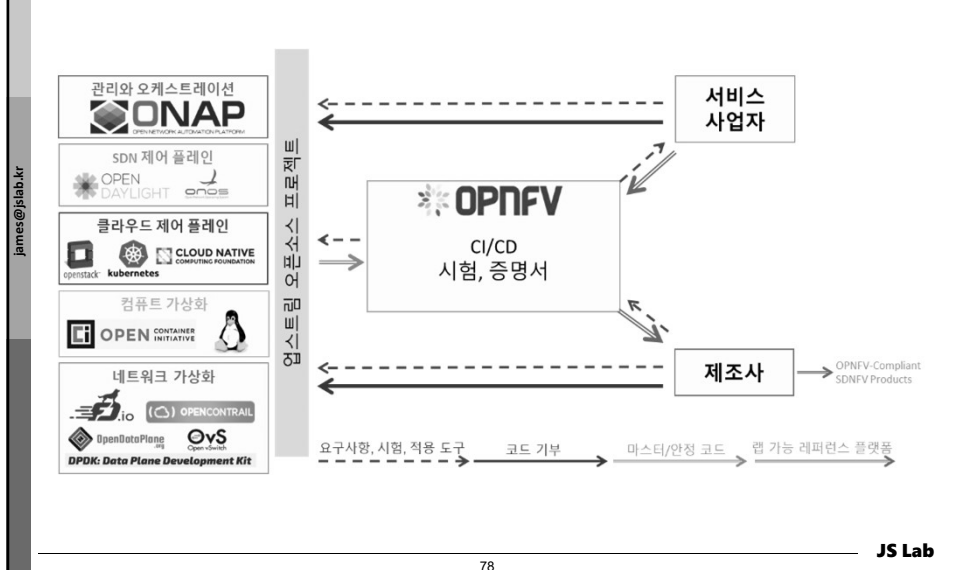 james@jslab.kr
관리와 오케스트레이션
ONAP
OPEN NETWORK AUTOMATION PLATFORM
SDN 제어 플레인
OPEN
DAYLIGHT
onos
클라우드 제어 플레인
openstack
kubernetes
CLOUD NATIVE
COMPUTING FOUNDATION
컴퓨트 가상화
OPEN CONTAINER
INITIATIVE
네트워크 가상화
.io
OPENCONTRAIL
OpenDataPlane
.org
OvS
Open vSwitch
DPDK: Data Plane Development Kit
업스트림 오픈소스 프로젝트
OPNFV
CI/CD
시험, 증명서
서비스
사업자
제조사
OPNFV-Compliant
SDNFV Products
요구사항, 시험, 적용 도구
코드 기부
마스터/안정 코드
랩 가능 레퍼런스 플랫폼
JS Lab
78